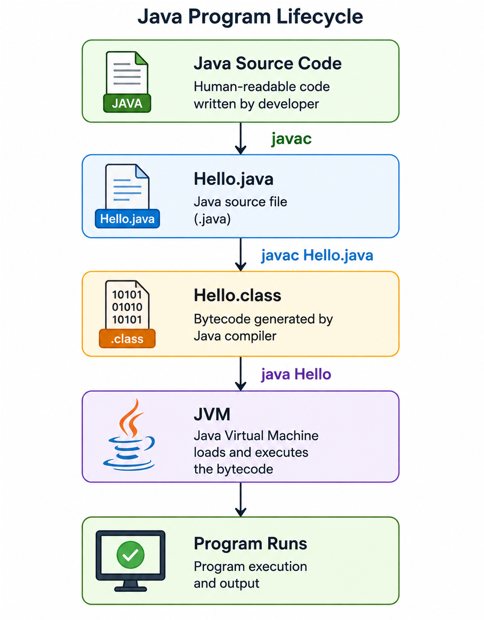 Java Program Lifecycle
JAVA
Java Source Code
Human-readable code
written by developer
javac
Hello.java
Hello.java
Java source file
(.java)
javac Hello.java
10101
01010
10101
.class
Hello.class
Bytecode generated by
Java compiler
java Hello
JVM
Java Virtual Machine
loads and executes
the bytecode
Program Runs
Program execution
and output